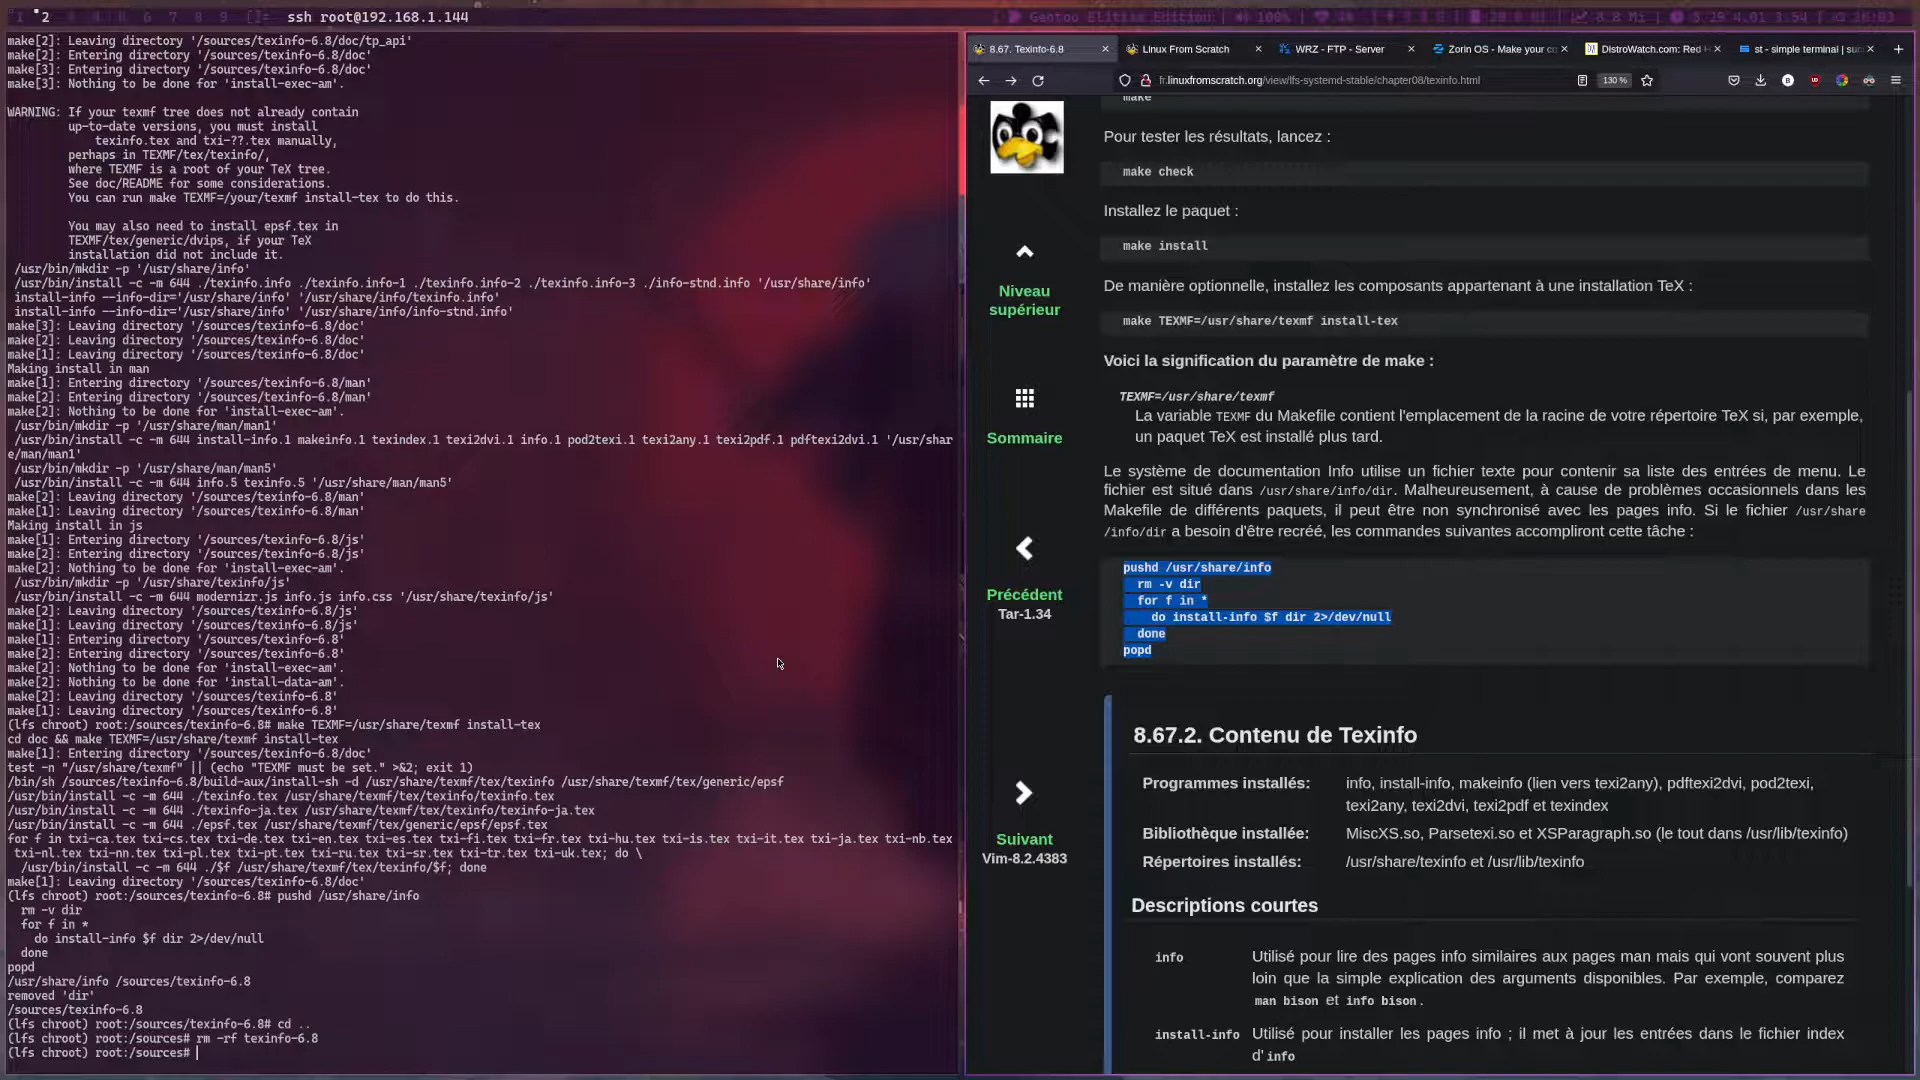 2
ssh root@192.168.1.144
Gentoo Elitiss Edition
100%
make[2]: Leaving directory '/sources/texinfo-6.8/doc/tp_api'
make[2]: Entering directory '/sources/texinfo-6.8/doc'
make[3]: Entering directory '/sources/texinfo-6.8/doc'
make[3]: Nothing to be done for 'install-exec-am'.
WARNING: If your texmf tree does not already contain
up-to-date versions, you must install
texinfo.tex and txi-??.tex manually,
perhaps in TEXMF/tex/texinfo/,
where TEXMF is a root of your TeX tree.
See doc/README for some considerations.
You can run make TEXMF=/your/texmf install-tex to do this.
You may also need to install epsf.tex in
TEXMF/tex/generic/dvips, if your TeX
installation did not include it.
/usr/bin/mkdir -p '/usr/share/info'
/usr/bin/install -c -m 644 ./texinfo.info ./texinfo.info-1 ./texinfo.info-2 ./texinfo.info-3 ./info-stnd.info '/usr/share/info'
install-info --info-dir='/usr/share/info' '/usr/share/info/texinfo.info'
install-info --info-dir='/usr/share/info' '/usr/share/info/info-stnd.info'
make[3]: Leaving directory '/sources/texinfo-6.8/doc'
make[2]: Leaving directory '/sources/texinfo-6.8/doc'
make[1]: Leaving directory '/sources/texinfo-6.8/doc'
Making install in man
make[1]: Entering directory '/sources/texinfo-6.8/man'
make[2]: Entering directory '/sources/texinfo-6.8/man'
make[2]: Nothing to be done for 'install-exec-am'.
/usr/bin/mkdir -p '/usr/share/man/man1'
/usr/bin/install -c -m 644 install-info.1 makeinfo.1 texindex.1 texi2dvi.1 info.1 pod2texi.1 texi2any.1 texi2pdf.1 pdftexi2dvi.1 '/usr/shar
e/man/man1'
/usr/bin/mkdir -p '/usr/share/man/man5'
/usr/bin/install -c -m 644 info.5 texinfo.5 '/usr/share/man/man5'
make[2]: Leaving directory '/sources/texinfo-6.8/man'
make[1]: Leaving directory '/sources/texinfo-6.8/man'
Making install in js
make[1]: Entering directory '/sources/texinfo-6.8/js'
make[2]: Entering directory '/sources/texinfo-6.8/js'
make[2]: Nothing to be done for 'install-exec-am'.
/usr/bin/mkdir -p '/usr/share/texinfo/js'
/usr/bin/install -c -m 644 modernizr.js info.js info.css '/usr/share/texinfo/js'
make[2]: Leaving directory '/sources/texinfo-6.8/js'
make[1]: Leaving directory '/sources/texinfo-6.8/js'
make[1]: Entering directory '/sources/texinfo-6.8'
make[2]: Entering directory '/sources/texinfo-6.8'
make[2]: Nothing to be done for 'install-exec-am'.
make[2]: Nothing to be done for 'install-data-am'.
make[2]: Leaving directory '/sources/texinfo-6.8'
make[1]: Leaving directory '/sources/texinfo-6.8'
(lfs chroot) root:/sources/texinfo-6.8# make TEXMF=/usr/share/texmf install-tex
cd doc && make TEXMF=/usr/share/texmf install-tex
make[1]: Entering directory '/sources/texinfo-6.8/doc'
test -n "/usr/share/texmf" || (echo "TEXMF must be set." >&2; exit 1)
/bin/sh /sources/texinfo-6.8/build-aux/install-sh -d /usr/share/texmf/tex/texinfo /usr/share/texmf/tex/generic/epsf
/usr/bin/install -c -m 644 ./texinfo.tex /usr/share/texmf/tex/texinfo/texinfo.tex
/usr/bin/install -c -m 644 ./texinfo-ja.tex /usr/share/texmf/tex/texinfo/texinfo-ja.tex
/usr/bin/install -c -m 644 ./epsf.tex /usr/share/texmf/tex/generic/epsf/epsf.tex
for f in txi-ca.tex txi-cs.tex txi-de.tex txi-en.tex txi-es.tex txi-fi.tex txi-fr.tex txi-hu.tex txi-is.tex txi-it.tex txi-ja.tex txi-nb.tex
txi-nl.tex txi-nn.tex txi-pl.tex txi-pt.tex txi-ru.tex txi-sr.tex txi-tr.tex txi-uk.tex; do \
/usr/bin/install -c -m 644 ./$f /usr/share/texmf/tex/texinfo/$f; done
make[1]: Leaving directory '/sources/texinfo-6.8/doc'
(lfs chroot) root:/sources/texinfo-6.8# pushd /usr/share/info
rm -v dir
for f in *
do install-info $f dir 2>/dev/null
done
popd
/usr/share/info /sources/texinfo-6.8
removed 'dir'
/sources/texinfo-6.8
(lfs chroot) root:/sources/texinfo-6.8# cd ..
(lfs chroot) root:/sources# rm -rf texinfo-6.8
(lfs chroot) root:/sources#
8.67. Texinfo-6.8
Linux From Scratch
WRZ - FTP - Server
Zorin OS - Make your co
DistroWatch.com: Red
st - simple terminal | suc
fr.linuxfromscratch.org/view/lfs-systemd-stable/chapter08/texinfo.html
130 %
make
Pour tester les résultats, lancez :
make check
Installez le paquet :
make install
De manière optionnelle, installez les composants appartenant à une installation TeX :
make TEXMF=/usr/share/texmf install-tex
Voici la signification du paramètre de make :
TEXMF=/usr/share/texmf
La variable TEXMF du Makefile contient l'emplacement de la racine de votre répertoire TeX si, par exemple,
un paquet TeX est installé plus tard.
Le système de documentation Info utilise un fichier texte pour contenir sa liste des entrées de menu. Le
fichier est situé dans /usr/share/info/dir. Malheureusement, à cause de problèmes occasionnels dans les
Makefile de différents paquets, il peut être non synchronisé avec les pages info. Si le fichier /usr/share
/info/dir a besoin d'être recréé, les commandes suivantes accompliront cette tâche :
pushd /usr/share/info
rm -v dir
for f in *
do install-info $f dir 2>/dev/null
done
popd
Niveau
supérieur
Sommaire
Précédent
Tar-1.34
Suivant
Vim-8.2.4383
8.67.2. Contenu de Texinfo
Programmes installés: info, install-info, makeinfo (lien vers texi2any), pdftexi2dvi, pod2texi,
texi2any, texi2dvi, texi2pdf et texindex
Bibliothèque installée: MiscXS.so, Parsetexi.so et XSParagraph.so (le tout dans /usr/lib/texinfo)
Répertoires installés: /usr/share/texinfo et /usr/lib/texinfo
Descriptions courtes
info Utilisé pour lire des pages info similaires aux pages man mais qui vont souvent plus
loin que la simple explication des arguments disponibles. Par exemple, comparez
man bison et info bison.
install-info Utilisé pour installer les pages info ; il met à jour les entrées dans le fichier index
d'info